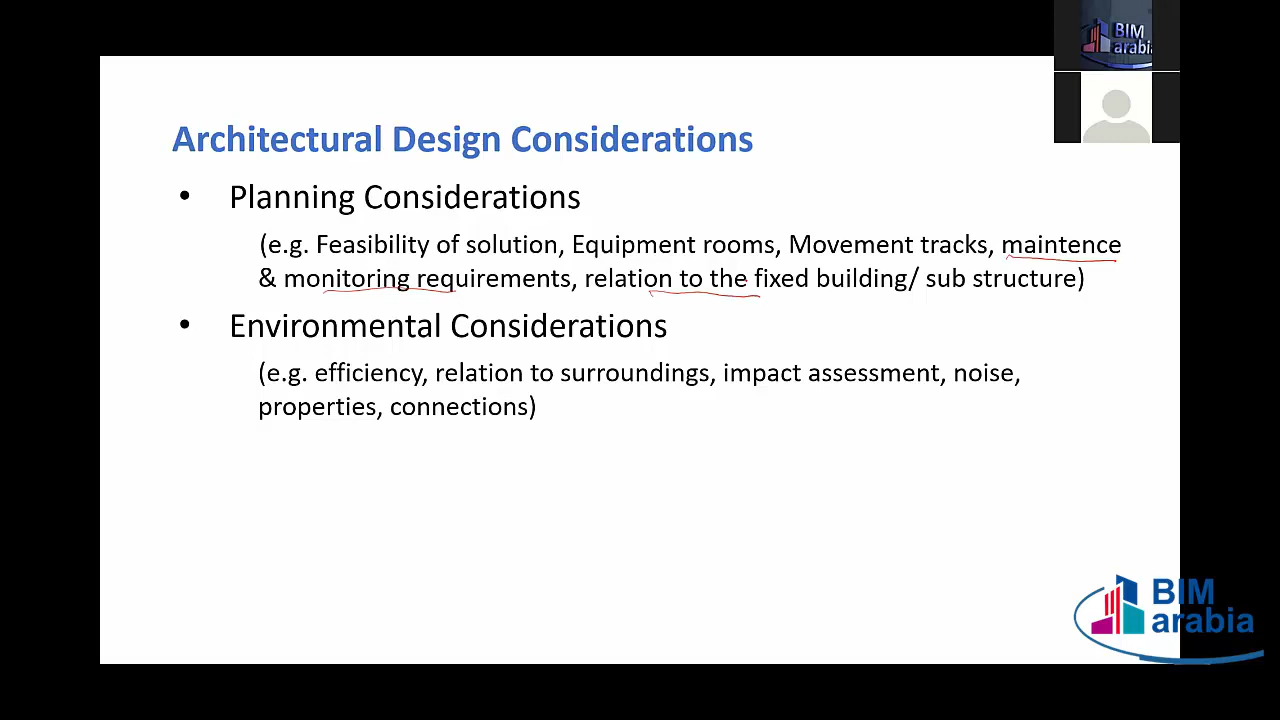 BIM
arabia
Architectural Design Considerations
• Planning Considerations
(e.g. Feasibility of solution, Equipment rooms, Movement tracks, maintence
& monitoring requirements, relation to the fixed building/ sub structure)
• Environmental Considerations
(e.g. efficiency, relation to surroundings, impact assessment, noise,
properties, connections)
BIM
arabia